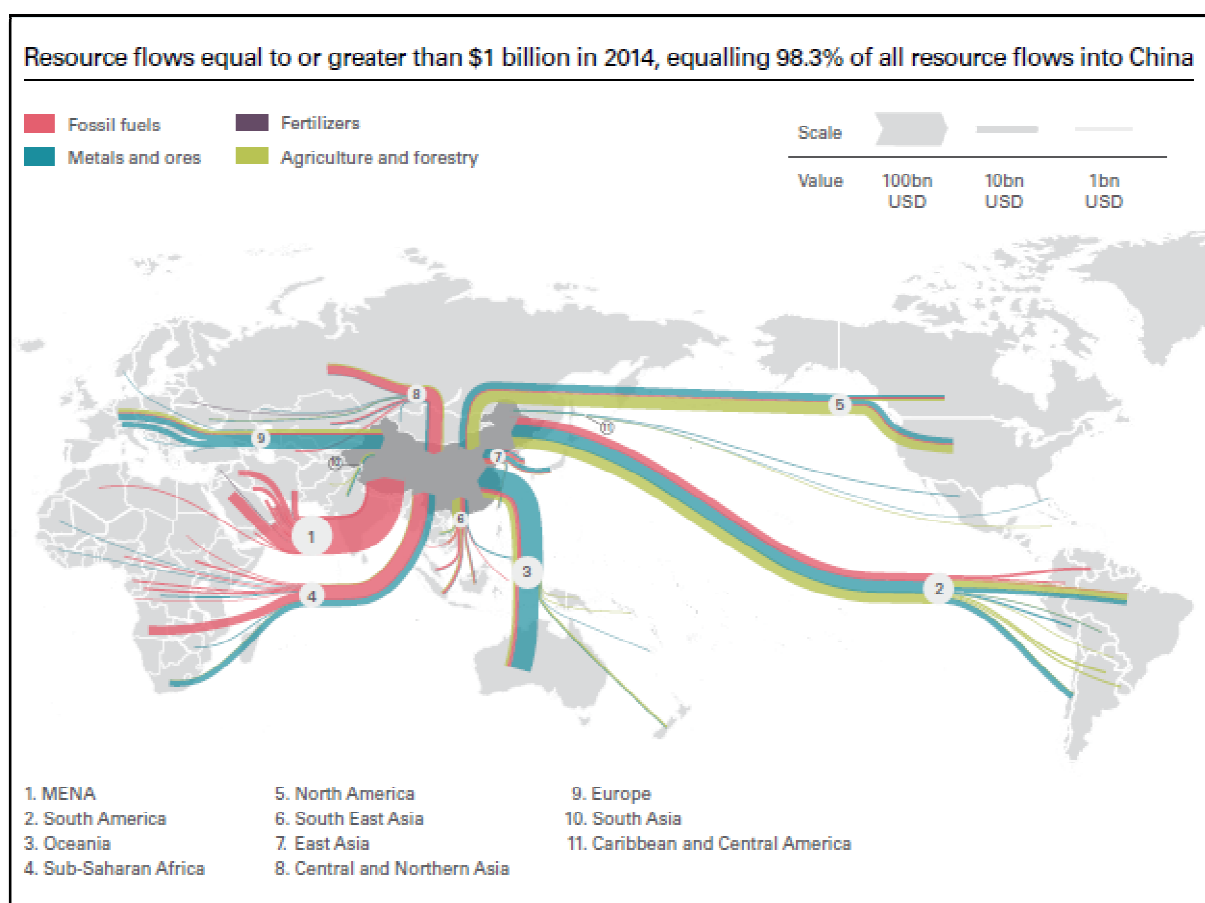 Resource flows equal to or greater than $1 billion in 2014, equalling 98.3% of all resource flows into China
Fossil fuels
Fertilizers
Metals and ores
Agriculture and forestry
Scale
Value
100bn USD
10bn USD
1bn USD
8
5
11
9
7
10
6
1
3
4
2
1. MENA
2. South America
3. Oceania
4. Sub-Saharan Africa
5. North America
6. South East Asia
7. East Asia
8. Central and Northern Asia
9. Europe
10. South Asia
11. Caribbean and Central America